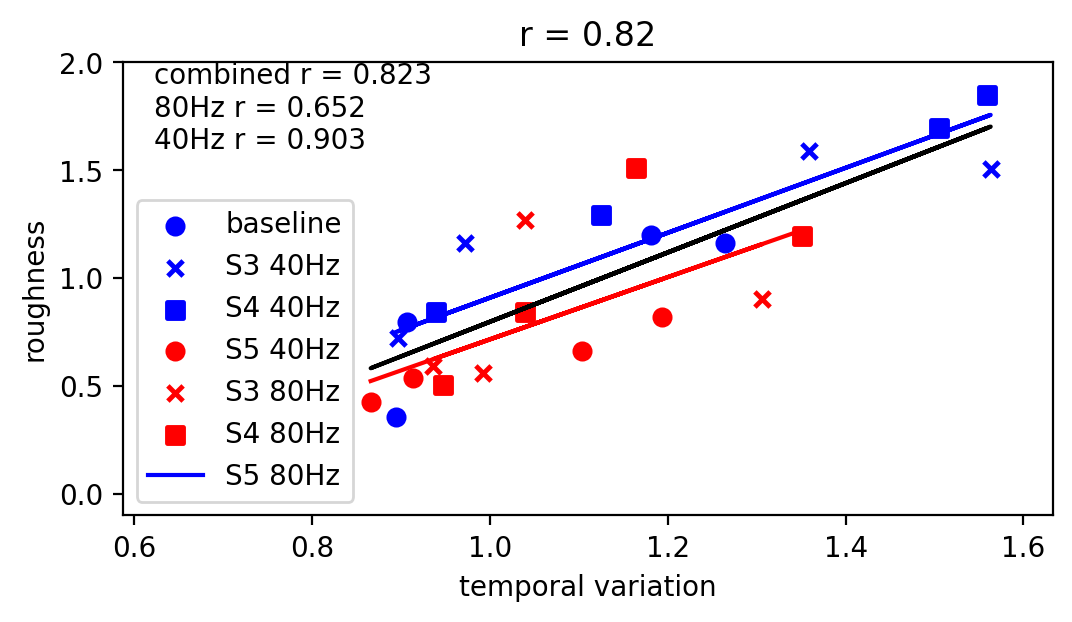 r = 0.82
combined r = 0.823
80Hz r = 0.652
40Hz r = 0.903
baseline
S3 40Hz
S4 40Hz
S5 40Hz
S3 80Hz
S4 80Hz
S5 80Hz
roughness
2.0
1.5
1.0
0.5
0.0
0.6 0.8 1.0 1.2 1.4 1.6
temporal variation